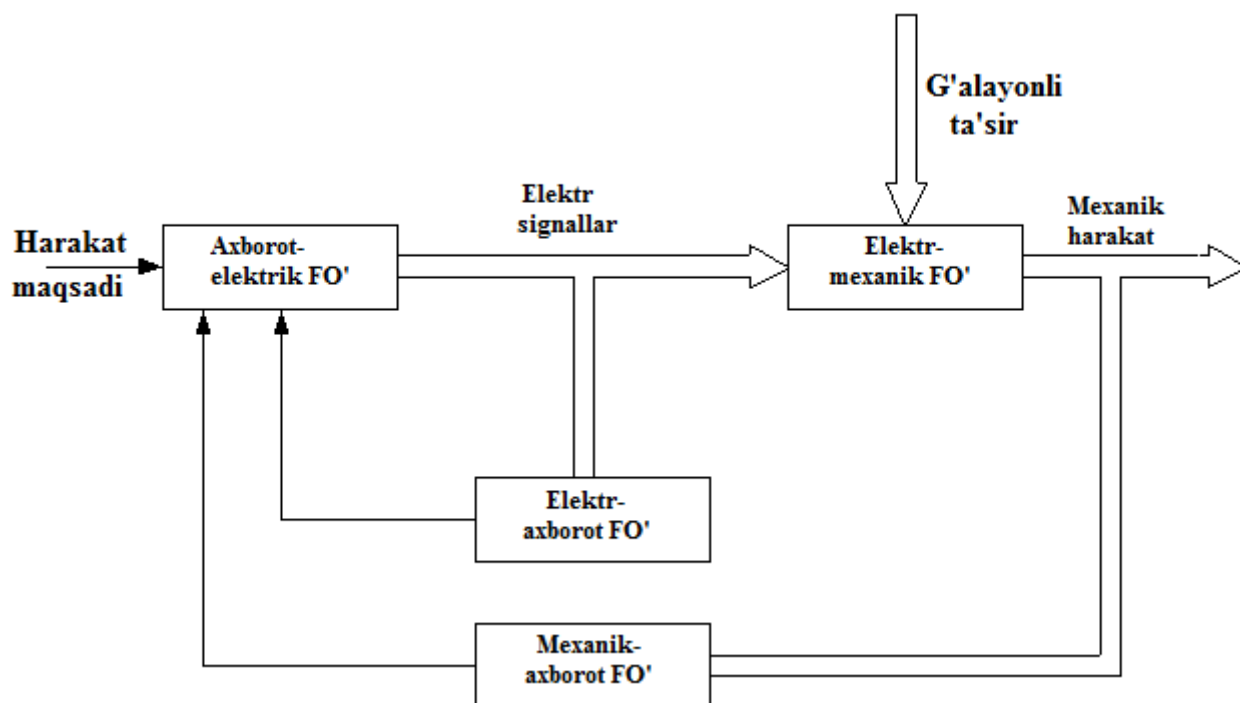 G'alayonli
ta'sir
Elektr
signallar
Mexanik
harakat
Harakat
maqsadi
Axborot-
elektrik FO'
Elektr-
mexanik FO'
Elektr-
axborot FO'
Mexanik-
axborot FO'